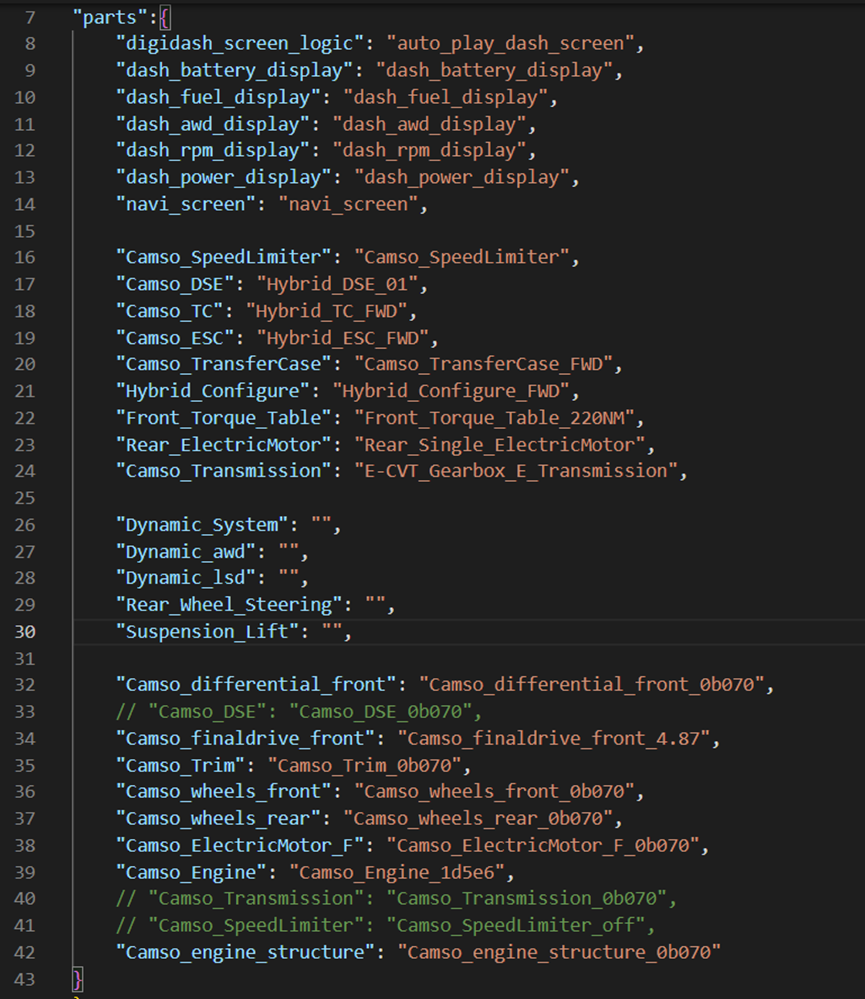 7 "parts":{
8 "digidash_screen_logic": "auto_play_dash_screen",
9 "dash_battery_display": "dash_battery_display",
10 "dash_fuel_display": "dash_fuel_display",
11 "dash_awd_display": "dash_awd_display",
12 "dash_rpm_display": "dash_rpm_display",
13 "dash_power_display": "dash_power_display",
14 "navi_screen": "navi_screen",
15
16 "Camso_SpeedLimiter": "Camso_SpeedLimiter",
17 "Camso_DSE": "Hybrid_DSE_01",
18 "Camso_TC": "Hybrid_TC_FWD",
19 "Camso_ESC": "Hybrid_ESC_FWD",
20 "Camso_TransferCase": "Camso_TransferCase_FWD",
21 "Hybrid_Configure": "Hybrid_Configure_FWD",
22 "Front_Torque_Table": "Front_Torque_Table_220NM",
23 "Rear_ElectricMotor": "Rear_Single_ElectricMotor",
24 "Camso_Transmission": "E-CVT_Gearbox_E_Transmission",
25
26 "Dynamic_System": "",
27 "Dynamic_awd": "",
28 "Dynamic_lsd": "",
29 "Rear_Wheel_Steering": "",
30 "Suspension_Lift": "",
31
32 "Camso_differential_front": "Camso_differential_front_0b070",
33 // "Camso_DSE": "Camso_DSE_0b070",
34 "Camso_finaldrive_front": "Camso_finaldrive_front_4.87",
35 "Camso_Trim": "Camso_Trim_0b070",
36 "Camso_wheels_front": "Camso_wheels_front_0b070",
37 "Camso_wheels_rear": "Camso_wheels_rear_0b070",
38 "Camso_ElectricMotor_F": "Camso_ElectricMotor_F_0b070",
39 "Camso_Engine": "Camso_Engine_1d5e6",
40 // "Camso_Transmission": "Camso_Transmission_0b070",
41 // "Camso_SpeedLimiter": "Camso_SpeedLimiter_off",
42 "Camso_engine_structure": "Camso_engine_structure_0b070"
43 }